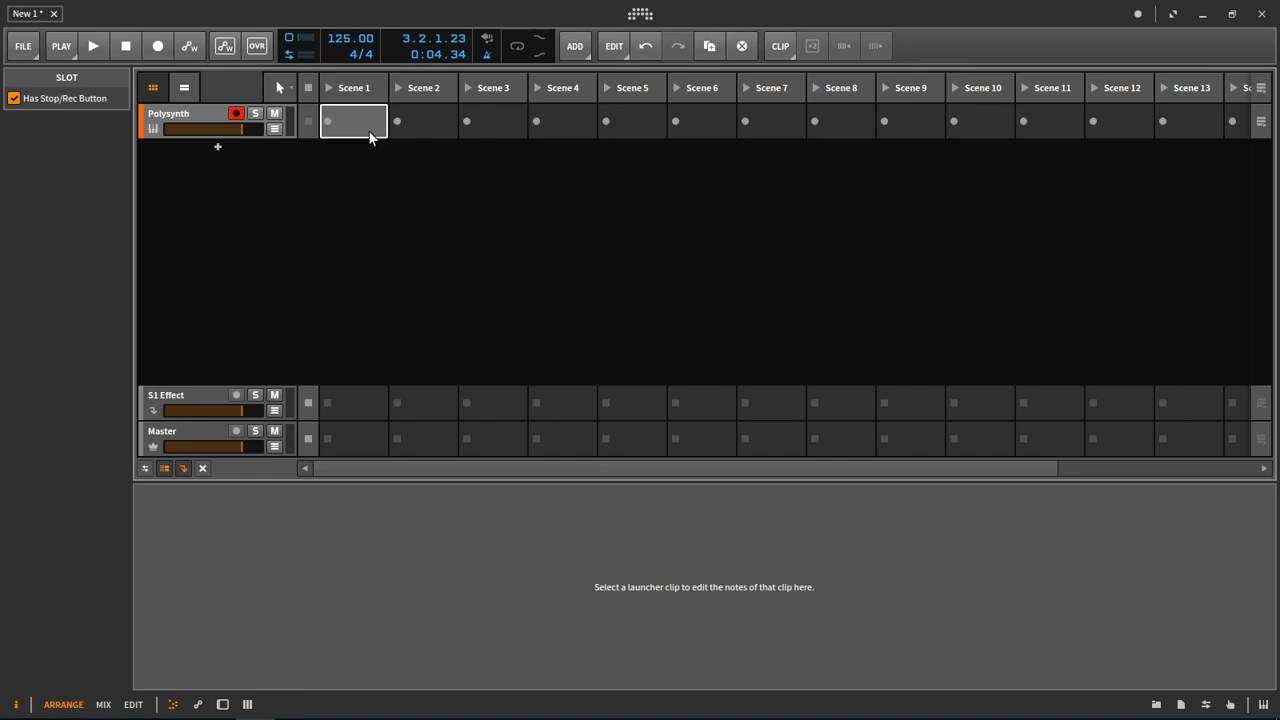 New 1 *
FILE PLAY OVR 125.00 4/4 3.2.1.23 0:04.34 ADD EDIT CLIP ×2
SLOT
Has Stop/Rec Button
Scene 1 Scene 2 Scene 3 Scene 4 Scene 5 Scene 6 Scene 7 Scene 8 Scene 9 Scene 10 Scene 11 Scene 12 Scene 13 Sc
Polysynth S M
S1 Effect S M
Master S M
Select a launcher clip to edit the notes of that clip here.
i ARRANGE MIX EDIT